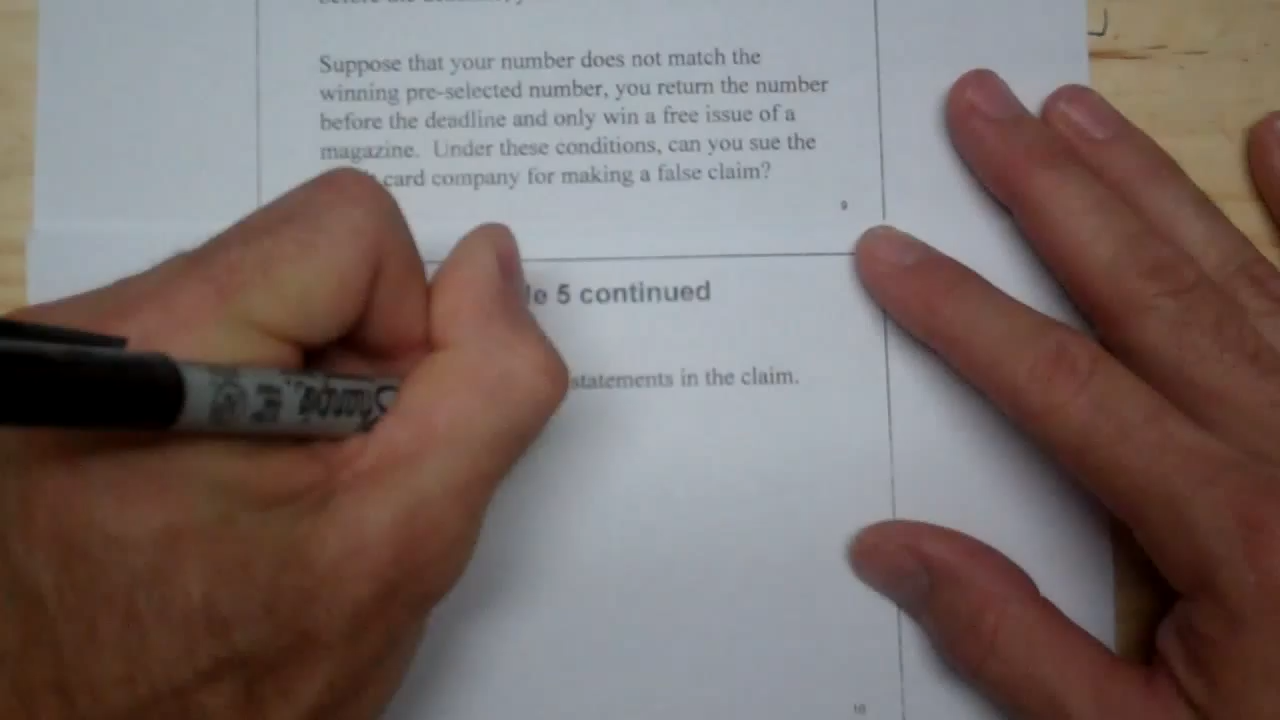 Suppose that your number does not match the
winning pre-selected number, you return the number
before the deadline and only win a free issue of a
magazine. Under these conditions, can you sue the
card company for making a false claim?
9
5 continued
statements in the claim.
10